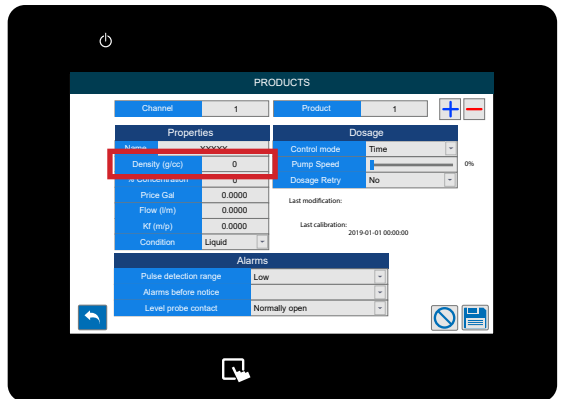 PRODUCTS
Channel 1 Product 1
Properties Dosage
Name XXXXX Control mode Time
Density (g/cc) 0 Pump Speed 0%
% Concentration 0 Dosage Retry No
Price Gal 0.0000 Last modification:
Flow (l/m) 0.0000
Kf (m/p) 0.0000 Last calibration: 2019-01-01 00:00:00
Condition Liquid
Alarms
Pulse detection range Low
Alarms before notice
Level probe contact Normally open